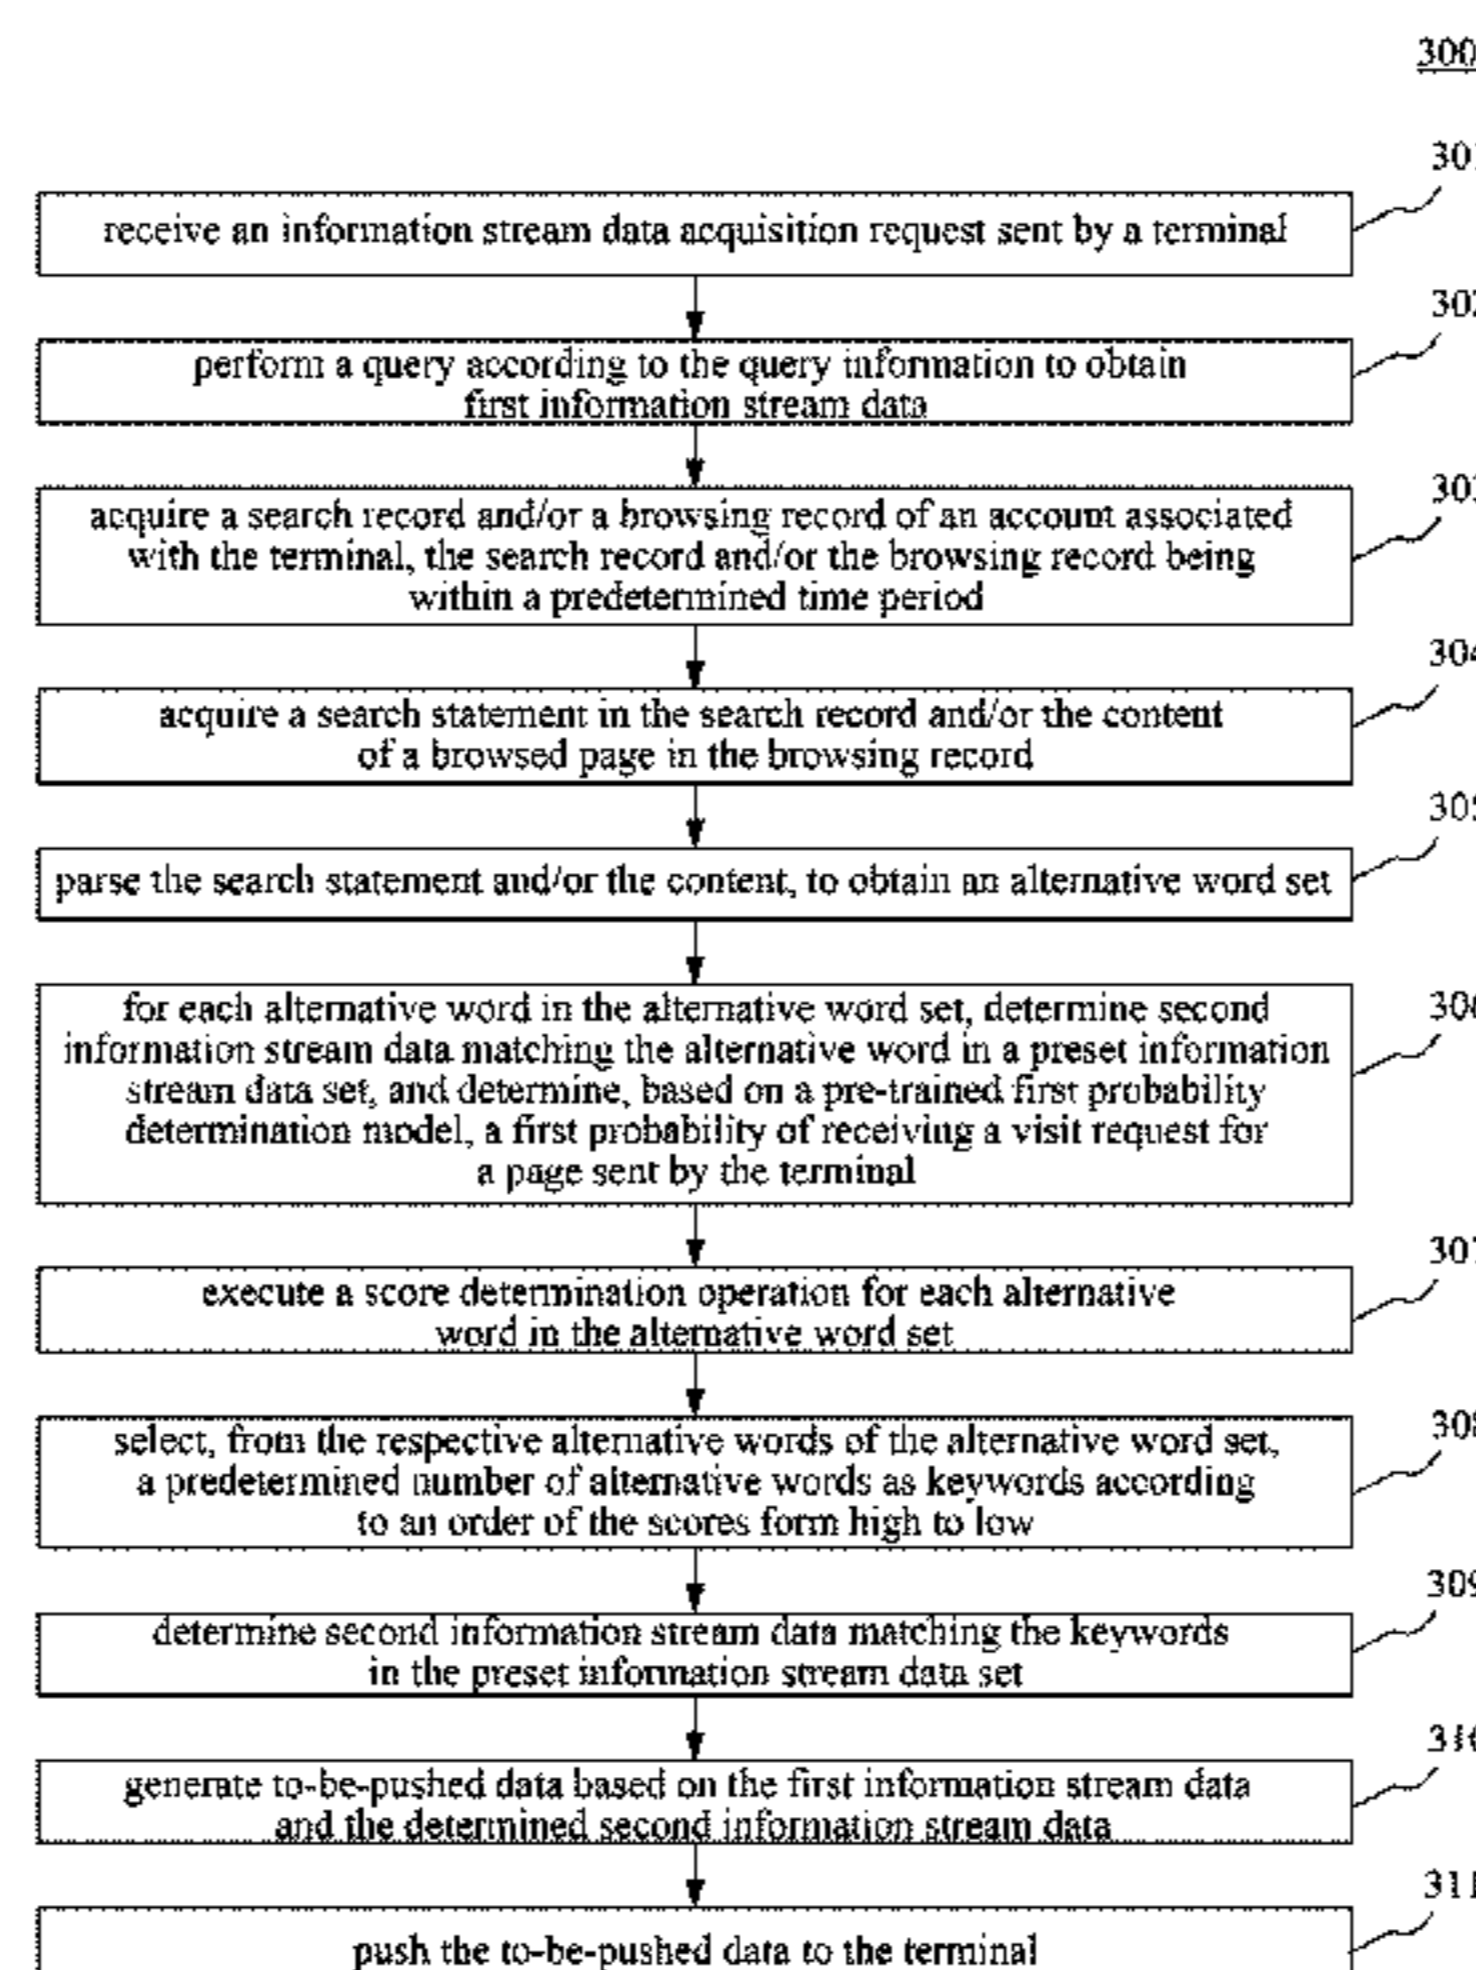 300
301
receive an information stream data acquisition request sent by a terminal
302
perform a query according to the query information to obtain
first information stream data
303
acquire a search record and/or a browsing record of an account associated
with the terminal, the search record and/or the browsing record being
within a predetermined time period
304
acquire a search statement in the search record and/or the content
of a browsed page in the browsing record
305
parse the search statement and/or the content, to obtain an alternative word set
306
for each alternative word in the alternative word set, determine second
information stream data matching the alternative word in a preset information
stream data set, and determine, based on a pre-trained first probability
determination model, a first probability of receiving a visit request for
a page sent by the terminal
307
execute a score determination operation for each alternative
word in the alternative word set
308
select, from the respective alternative words of the alternative word set,
a predetermined number of alternative words as keywords according
to an order of the scores form high to low
309
determine second information stream data matching the keywords
in the preset information stream data set
310
generate to-be-pushed data based on the first information stream data
and the determined second information stream data
311
push the to-be-pushed data to the terminal